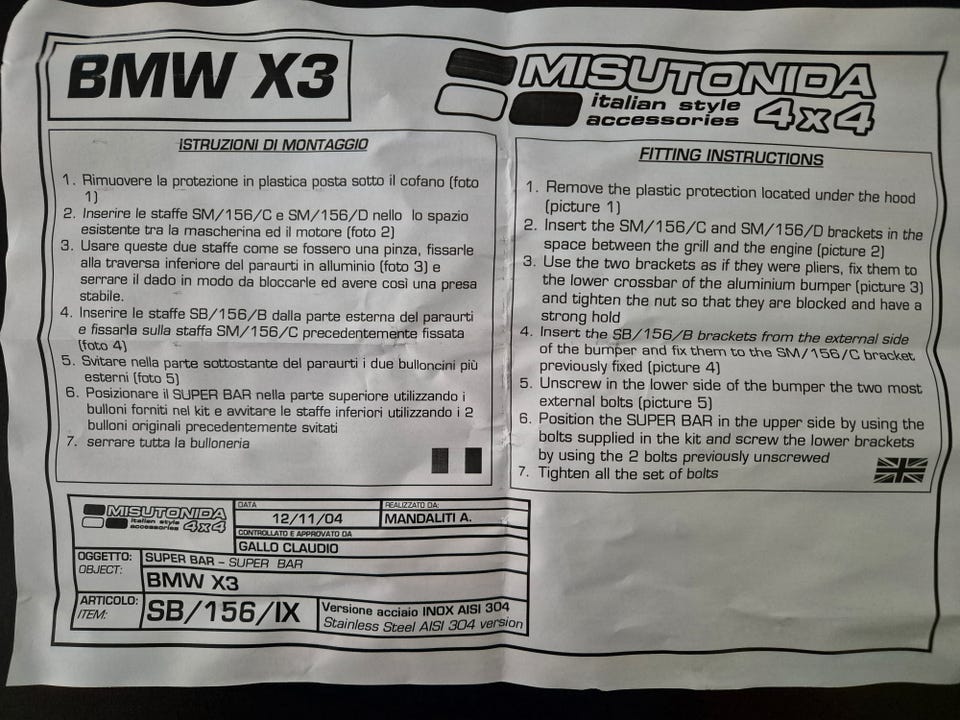 BMW X3
MISUTONIDA
italian style
accessories 4x4
ISTRUZIONI DI MONTAGGIO
1. Rimuovere la protezione in plastica posta sotto il cofano (foto
1)
2. Inserire le staffe SM/156/C e SM/156/D nello lo spazio
esistente tra la mascherina ed il motore (foto 2)
3. Usare queste due staffe come se fossero una pinza, fissarle
alla traversa inferiore del paraurti in alluminio (foto 3) e
serrare il dado in modo da bloccarle ed avere così una presa
stabile.
4. Inserire le staffe SB/156/B dalla parte esterna del paraurti
e fissarla sulla staffa SM/156/C precedentemente fissata
(foto 4)
5. Svitare nella parte sottostante del paraurti i due bulloncini più
esterni (foto 5)
6. Posizionare il SUPER BAR nella parte superiore utilizzando i
bulloni forniti nel kit e avvitare le staffe inferiori utilizzando i 2
bulloni originali precedentemente svitati
7. serrare tutta la bulloneria
FITTING INSTRUCTIONS
1. Remove the plastic protection located under the hood
(picture 1)
2. Insert the SM/156/C and SM/156/D brackets in the
space between the grill and the engine (picture 2)
3. Use the two brackets as if they were pliers, fix them to
the lower crossbar of the aluminium bumper (picture 3)
and tighten the nut so that they are blocked and have a
strong hold
4. Insert the SB/156/B brackets from the external side
of the bumper and fix them to the SM/156/C bracket
previously fixed (picture 4)
5. Unscrew in the lower side of the bumper the two most
external bolts (picture 5)
6. Position the SUPER BAR in the upper side by using the
bolts supplied in the kit and screw the lower brackets
by using the 2 bolts previously unscrewed
7. Tighten all the set of bolts
MISUTONIDA
italian style
accessories 4x4
DATA
12/11/04
REALIZZATO DA:
MANDALITI A.
CONTROLLATO E APPROVATO DA
GALLO CLAUDIO
OGGETTO:
OBJECT:
SUPER BAR - SUPER BAR
BMW X3
ARTICOLO:
ITEM:
SB/156/IX
Versione acciaio INOX AISI 304
Stainless Steel AISI 304 version